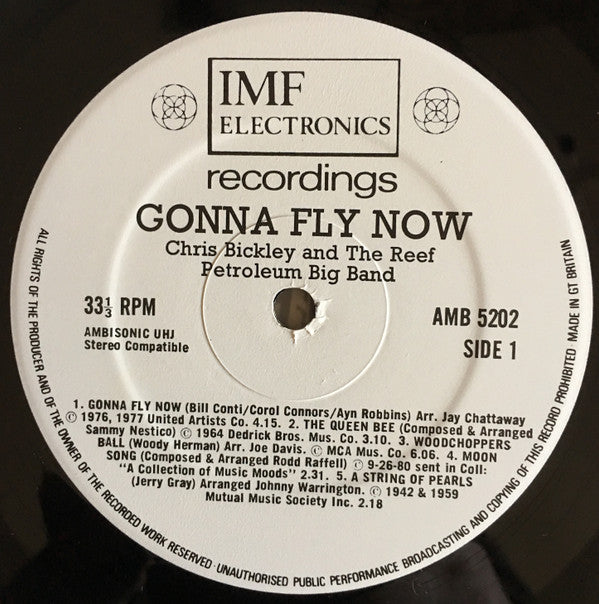 IMF
ELECTRONICS
recordings
GONNA FLY NOW
Chris Bickley and The Reef
Petroleum Big Band
33⅓ RPM
AMBISONIC UHJ
Stereo Compatible
AMB 5202
SIDE 1
1. GONNA FLY NOW (Bill Conti/Corol Connors/Ayn Robbins) Arr. Jay Chattaway
© 1976, 1977 United Artists Co. 4.15. 2. THE QUEEN BEE (Composed & Arranged
Sammy Nestico) © 1964 Dedrick Bros. Mus. Co. 3.10. 3. WOODCHOPPERS
BALL (Woody Herman) Arr. Joe Davis. © MCA Mus. Co. 6.06. 4. MOON
SONG (Composed & Arranged Rodd Raffell) © 9-26-80 sent in Coll:
"A Collection of Music Moods" 2.31. 5. A STRING OF PEARLS
(Jerry Gray) Arranged Johnny Warrington. © 1942 & 1959
Mutual Music Society Inc. 2.18
ALL RIGHTS OF THE PRODUCER AND OF THE OWNER OF THE RECORDED WORK RESERVED · UNAUTHORISED PUBLIC PERFORMANCE BROADCASTING AND COPYING OF THIS RECORD PROHIBITED MADE IN GT BRITAIN